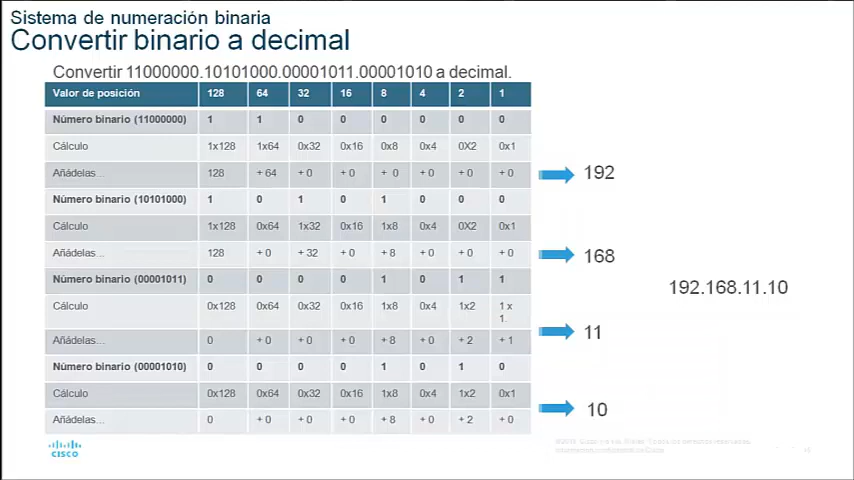 Sistema de numeración binaria
Convertir binario a decimal
Convertir 11000000.10101000.00001011.00001010 a decimal.
Valor de posición 128 64 32 16 8 4 2 1
Número binario (11000000) 1 1 0 0 0 0 0 0
Cálculo 1x128 1x64 0x32 0x16 0x8 0x4 0X2 0x1
Añádelas... 128 + 64 + 0 + 0 + 0 + 0 + 0 + 0
192
Número binario (10101000) 1 0 1 0 1 0 0 0
Cálculo 1x128 0x64 1x32 0x16 1x8 0x4 0X2 0x1
Añádelas... 128 + 0 + 32 + 0 + 8 + 0 + 0 + 0
168
Número binario (00001011) 0 0 0 0 1 0 1 1
Cálculo 0x128 0x64 0x32 0x16 1x8 0x4 1x2 1 x
1.
Añádelas... 0 + 0 + 0 + 0 + 8 + 0 + 2 + 1
11
Número binario (00001010) 0 0 0 0 1 0 1 0
Cálculo 0x128 0x64 0x32 0x16 1x8 0x4 1x2 0x1
Añádelas... 0 + 0 + 0 + 0 + 8 + 0 + 2 + 0
10
192.168.11.10
CISCO